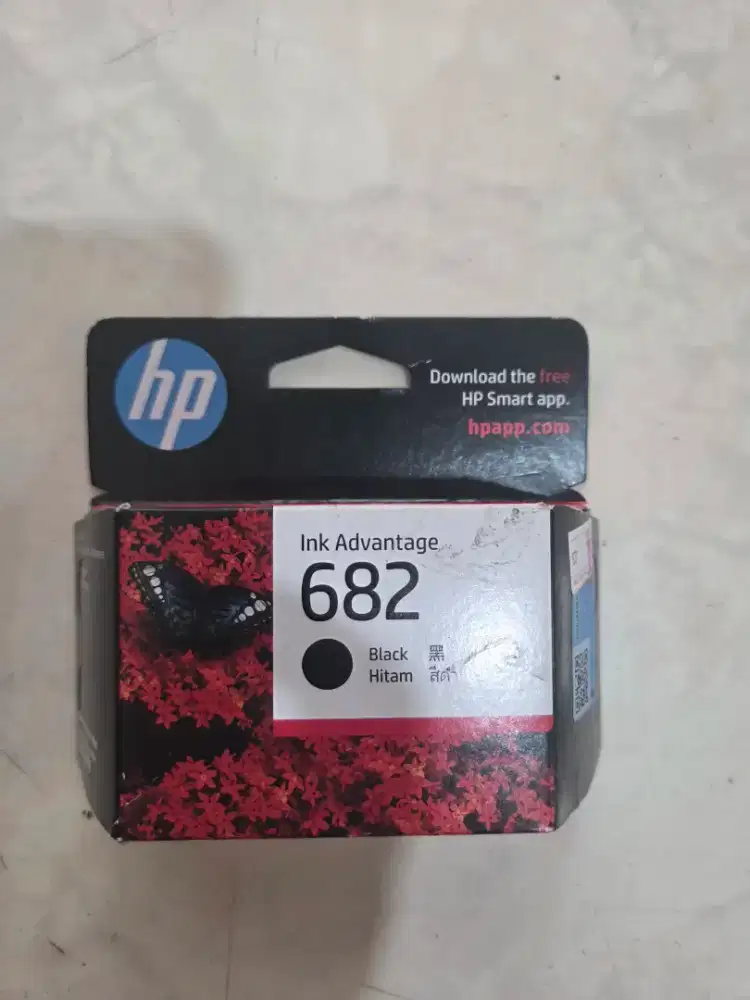 hp
Download the free
HP Smart app.
hpapp.com
Ink Advantage
682
Black 黑
Hitam สีดำ